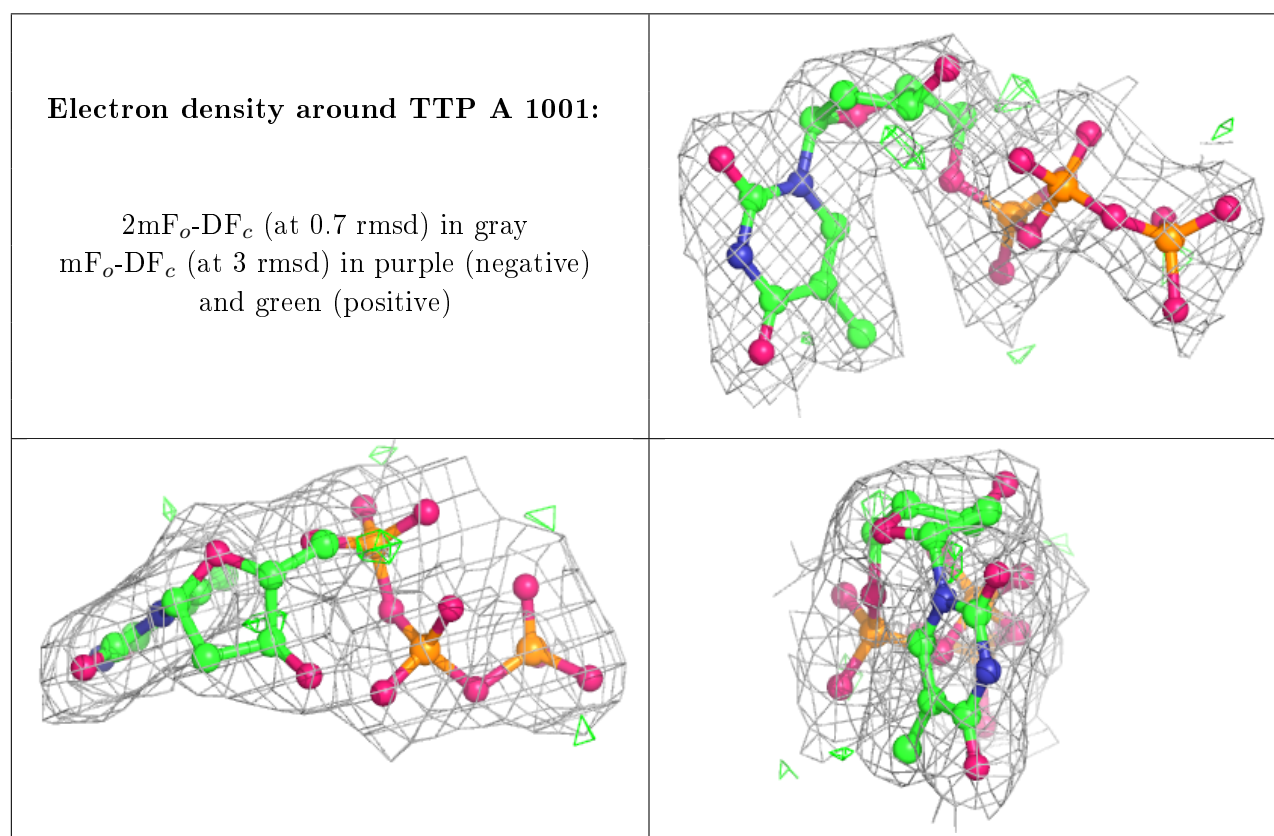 Electron density around TTP A 1001:
2mFo-DFc (at 0.7 rmsd) in gray
mFo-DFc (at 3 rmsd) in purple (negative)
and green (positive)